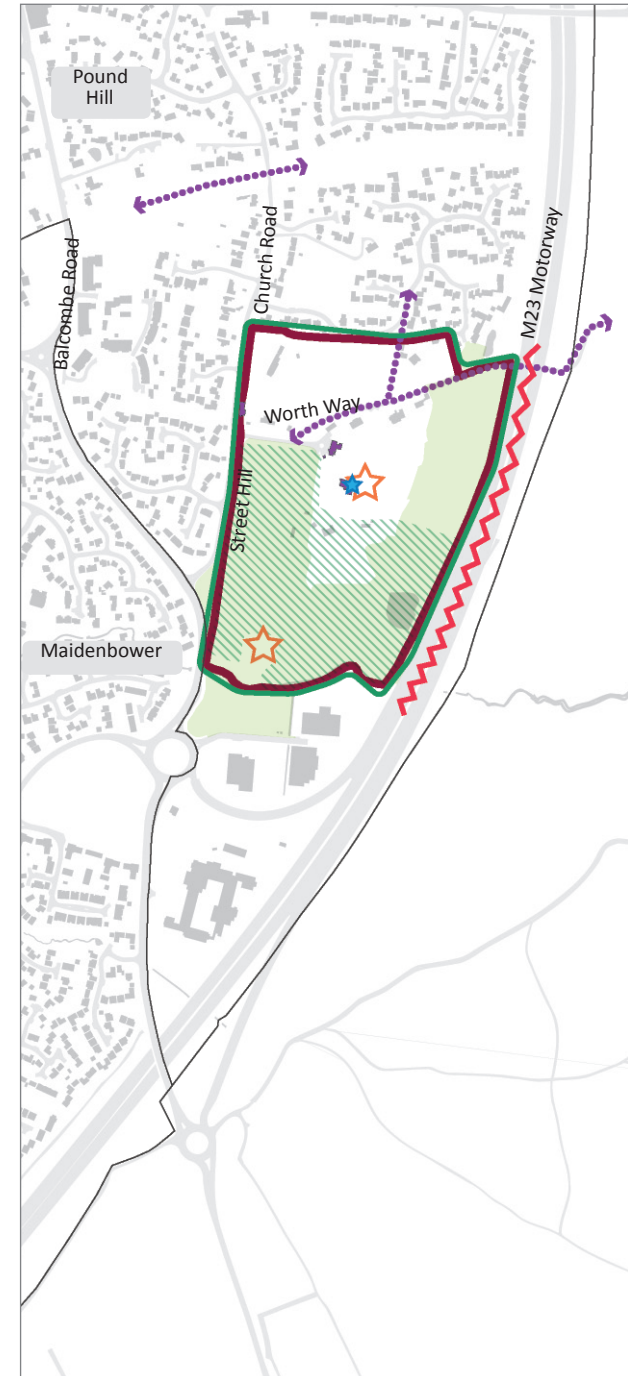 Pound
Hill
Church Road
M23 Motorway
Balcombe Road
Worth Way
Street Hill
Maidenbower